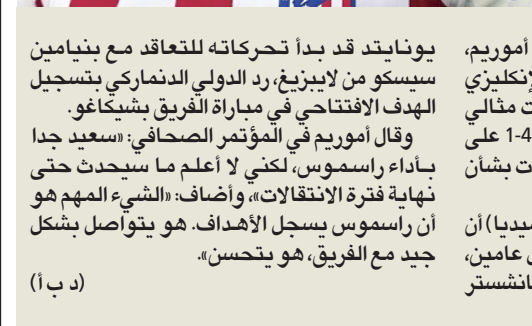 أموريم،
إنكليزي
ت مثالي
4-1 على
ت بشأن
ميديا) أن
ل عامين،
انشستر
يونايتد قد بدأ تحركاته للتعاقد مع بنيامين
سيسكو من لايبزيغ، رد الدولي الدنماركي بتسجيل
الهدف الافتتاحي في مباراة الفريق بشيكاغو.
وقال أموريم في المؤتمر الصحافي: «سعيد جدا
بأداء راسموس، لكني لا أعلم ما سيحدث حتى
نهاية فترة الانتقالات»، وأضاف: «الشيء المهم هو
أن راسموس يسجل الأهداف. هو يتواصل بشكل
جيد مع الفريق، هو يتحسن».
(د ب أ)